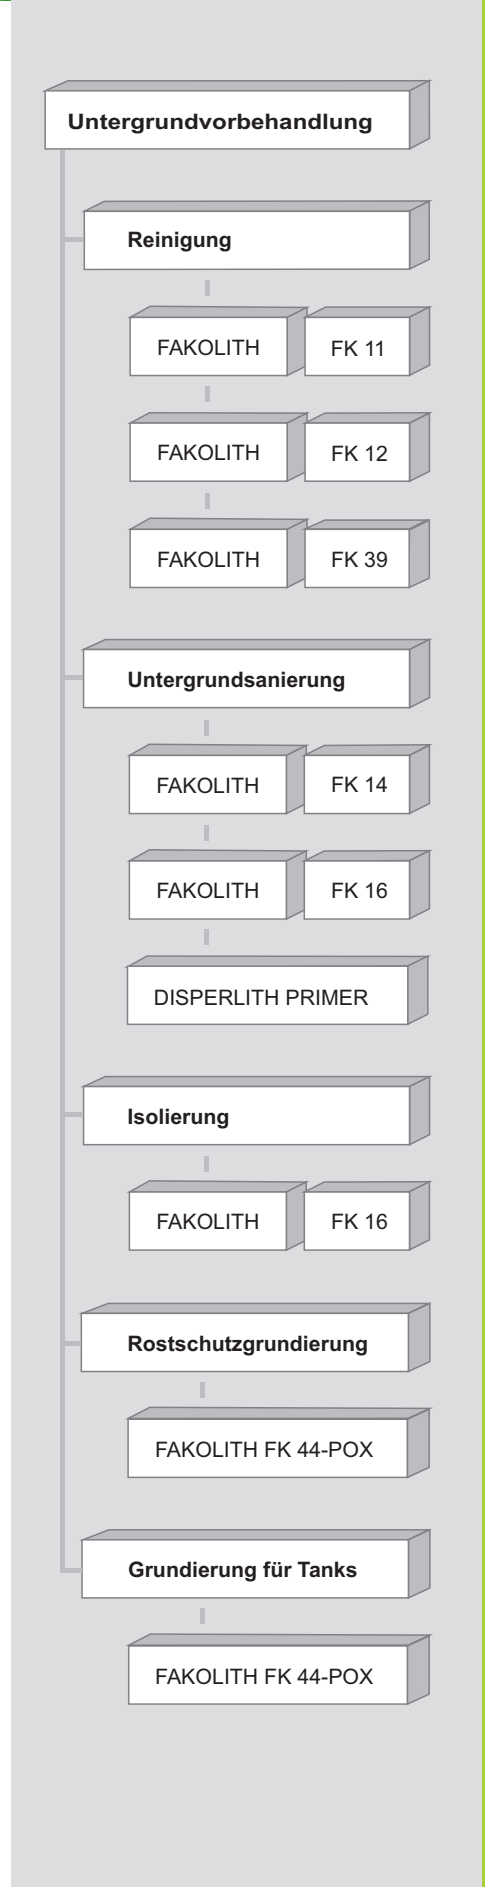 Untergrundvorbehandlung
Reinigung
FAKOLITH FK 11
FAKOLITH FK 12
FAKOLITH FK 39
Untergrundsanierung
FAKOLITH FK 14
FAKOLITH FK 16
DISPERLITH PRIMER
Isolierung
FAKOLITH FK 16
Rostschutzgrundierung
FAKOLITH FK 44-POX
Grundierung für Tanks
FAKOLITH FK 44-POX